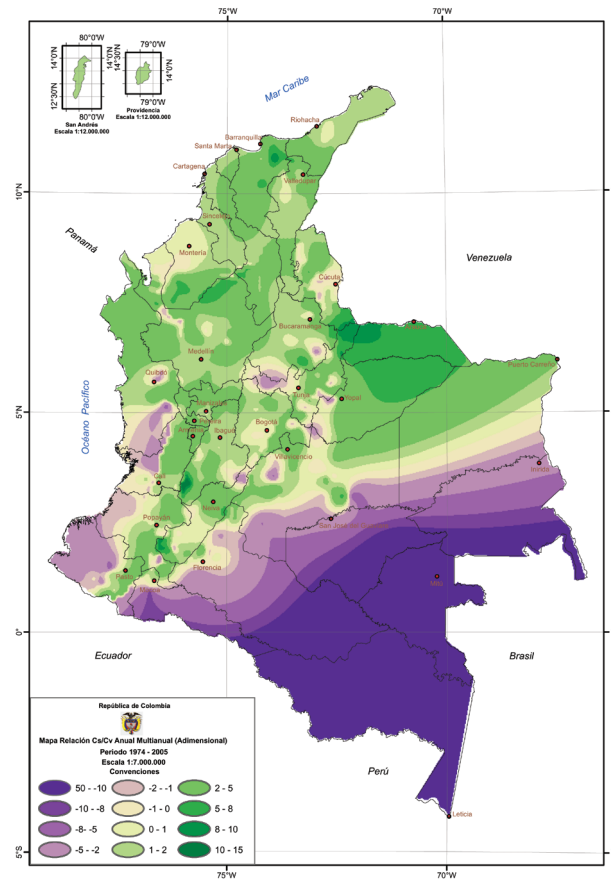 75°W
70°W
80°0'W
79°0'W
14°0'N
12°30'N
14°0'N
80°0'W
79°0'W
San Andrés
Escala 1:12.000.000
Providencia
Escala 1:12.000.000
Mar Caribe
Riohacha
Barranquilla
Santa Marta
Cartagena
Valledupar
10°N
10°N
Sincelejo
Panamá
Montería
Venezuela
Cúcuta
Bucaramanga
Medellín
Puerto Carreño
Quibdó
Océano Pacífico
Tunja
Yopal
Manizales
5°N
5°N
Pereira
Armenia
Ibagué
Bogotá
Villavicencio
Inírida
Cali
Neiva
Popayán
San José del Guaviare
Florencia
Pasto
Mocoa
Mitú
0°
0°
Ecuador
Brasil
República de Colombia
Mapa Relación Cs/Cv Anual Multianual (Adimensional)
Periodo 1974 - 2005
Escala 1:7.000.000
Convenciones
50 - -10
-2 - -1
2 - 5
-10 - -8
-1 - 0
5 - 8
-8- -5
0 - 1
8 - 10
-5 - -2
1 - 2
10 - 15
Perú
Leticia
5°S
5°S
75°W
70°W